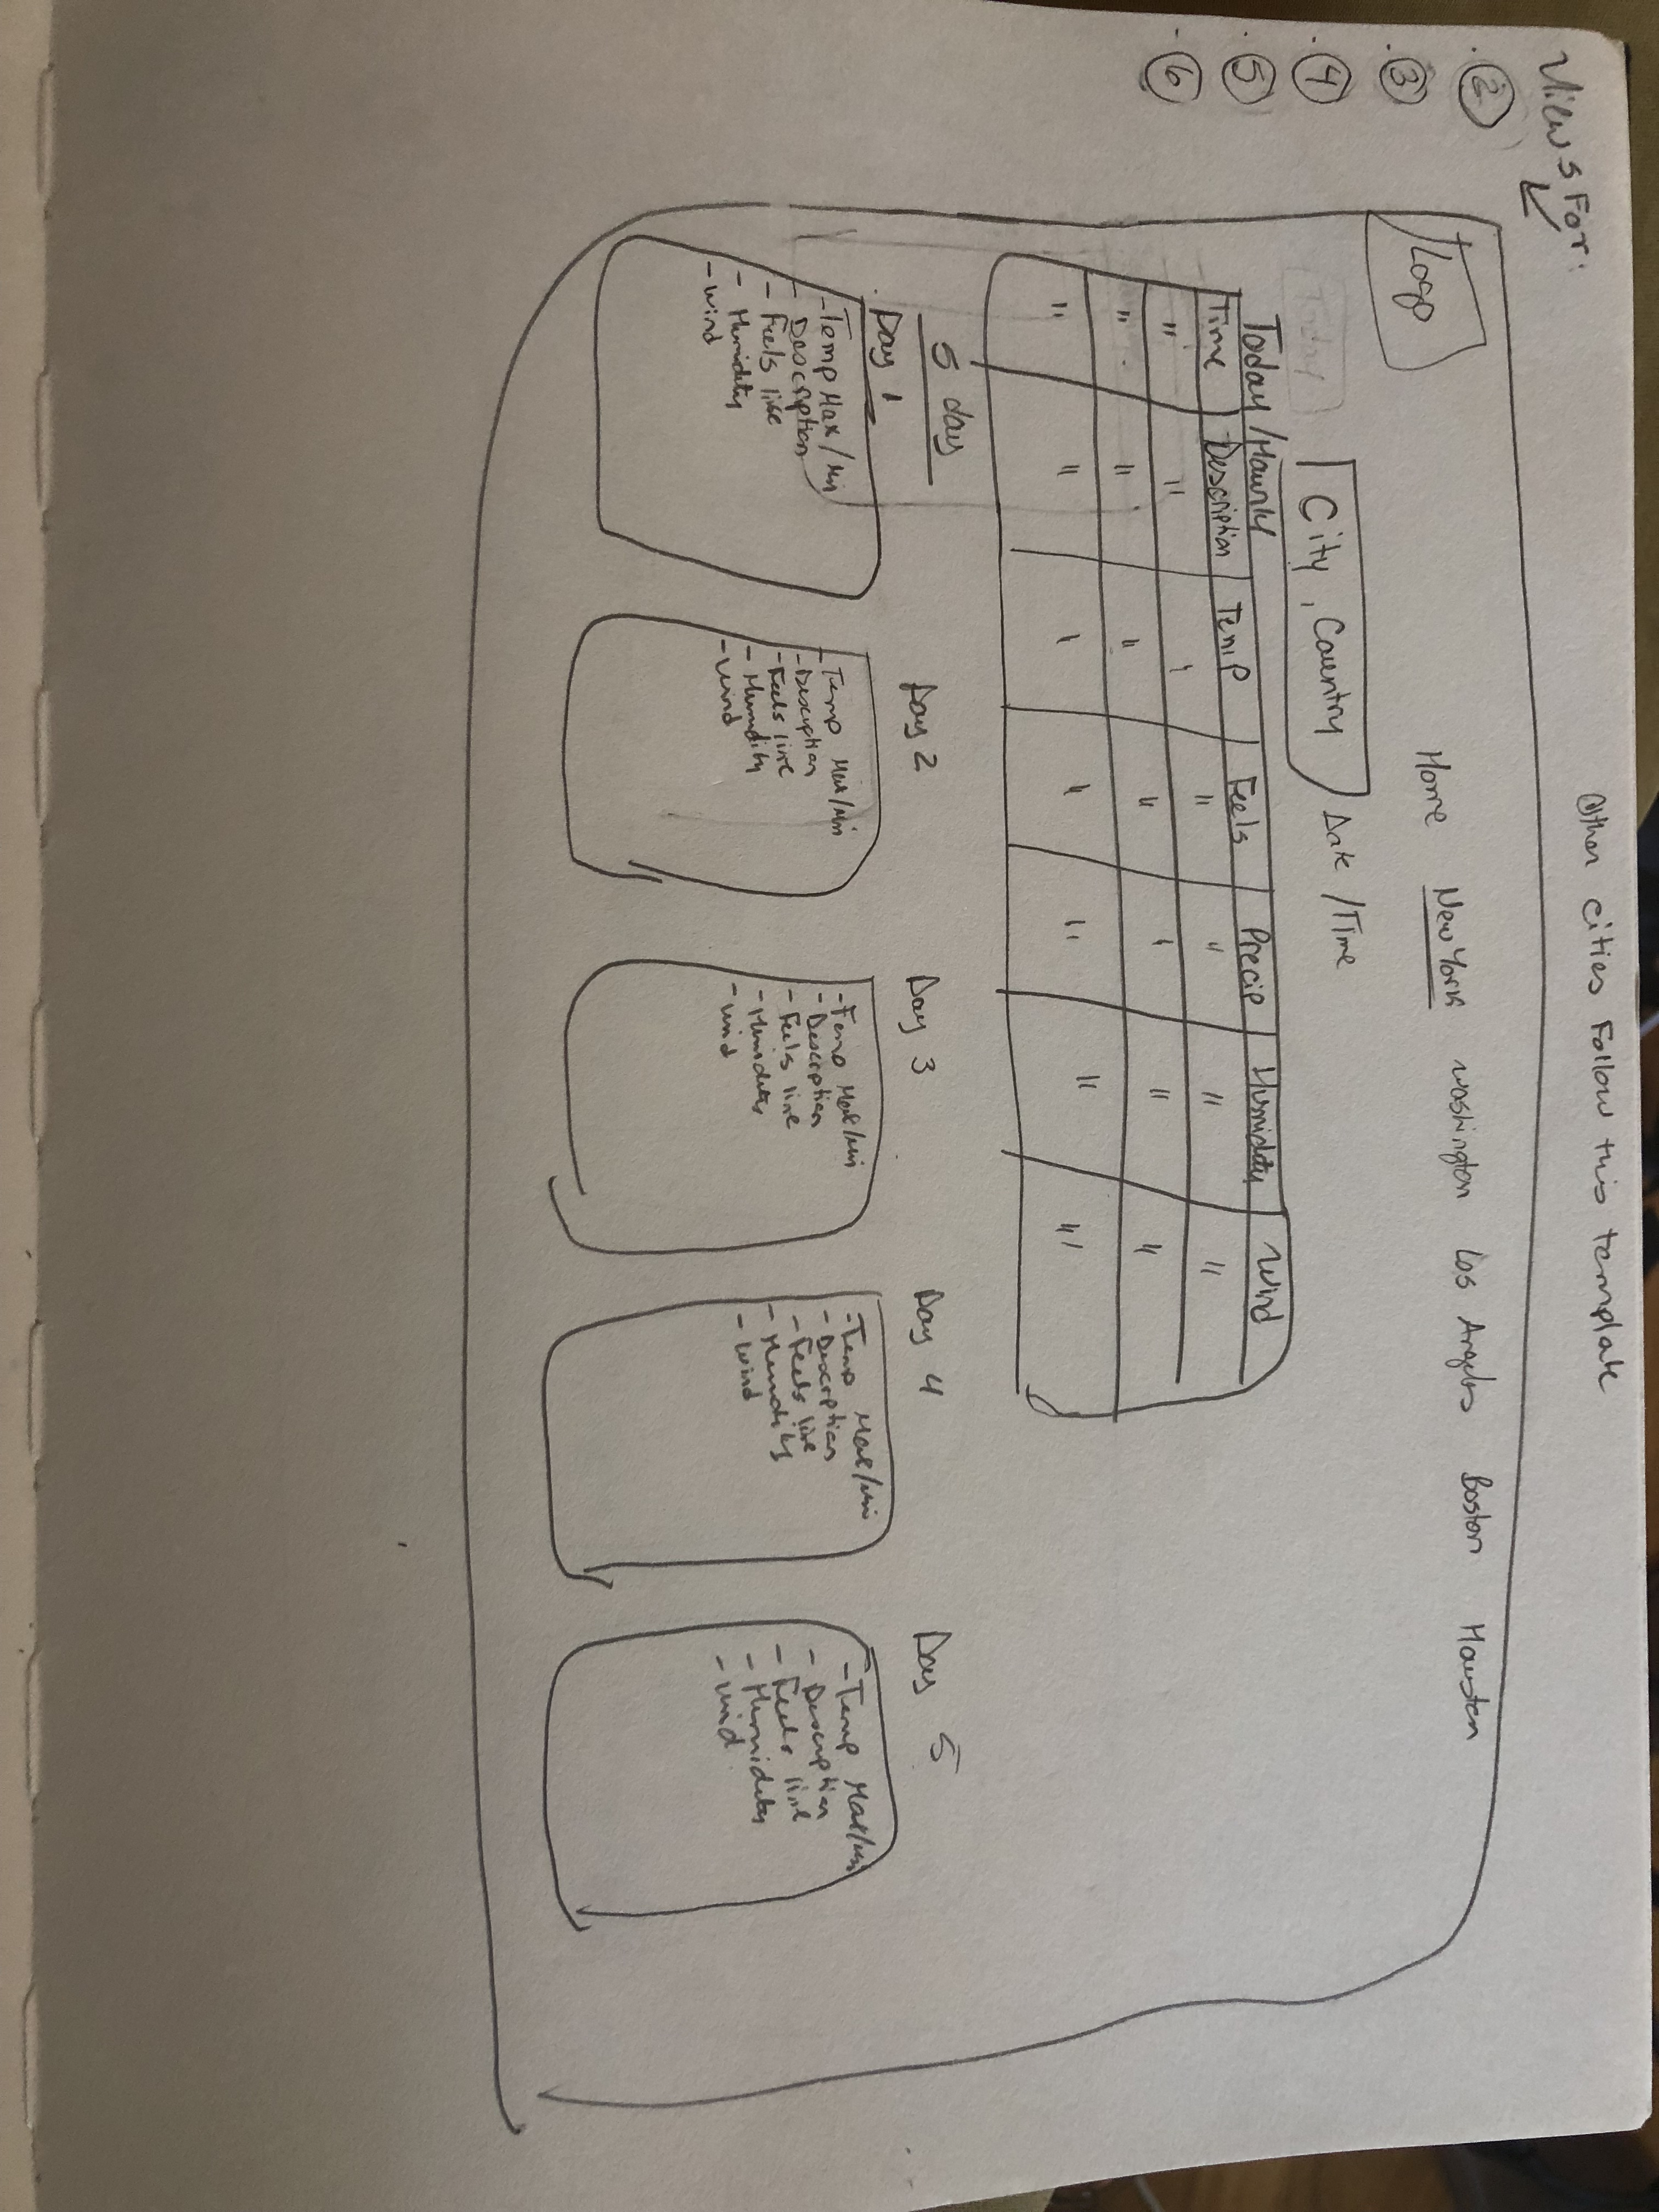 Views For:
Other cities Follow this template
②
③
④
⑤
⑥
Logo
Home New York Washington Los Angeles Boston Houston
City, Country Date/Time
Today/Hourly
Time Description Temp Feels Precip Humidity Wind
" " " " " " "
" " " " " " "
" " " " " " "
5 day
Day 1 Day 2 Day 3 Day 4 Day 5
-Temp Max/Min
-Description
-Feels like
-Humidity
-Wind
-Temp Max/Min
-Description
-Feels like
-Humidity
-Wind
-Temp Max/Min
-Description
-Feels like
-Humidity
-Wind
-Temp Max/Min
-Description
-Feels like
-Humidity
-Wind
-Temp Max/Min
-Description
-Feels like
-Humidity
-Wind